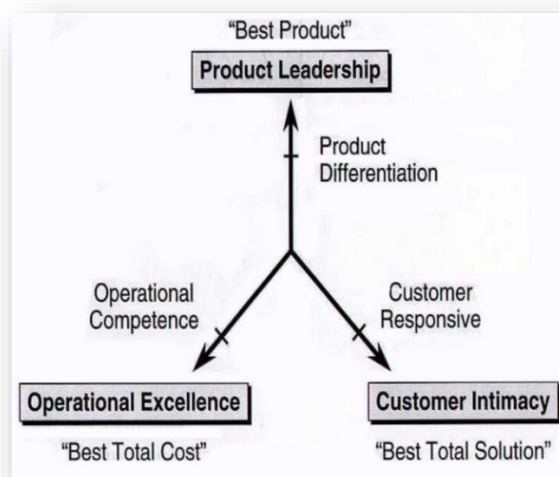 “Best Product”
Product Leadership
Product
Differentiation
Operational
Competence
Customer
Responsive
Operational Excellence
Customer Intimacy
“Best Total Cost”
“Best Total Solution”